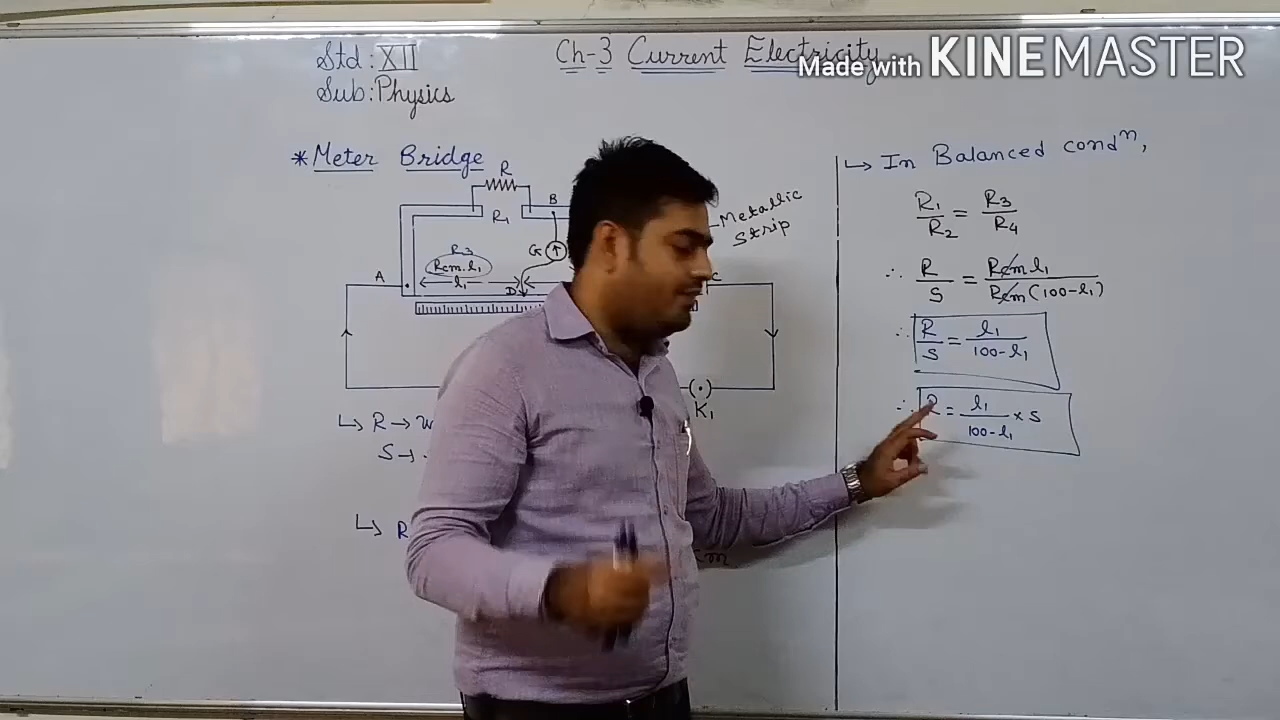 Std : XII
Sub : Physics
Ch-3 Current Electricity
Made with KINEMASTER
* Meter Bridge
R
R₁
B
Metallic
Strip
G
R₃
Rcm. l₁
l₁
A
D
C
K₁
↳ R → W
S →
↳ R
cm
↳ In Balanced condⁿ,
R₁/R₂ = R₃/R₄
∴ R/S = Rcm l₁/Rcm (100-l₁)
∴ R/S = l₁/100-l₁
∴ R = l₁/100-l₁ × S